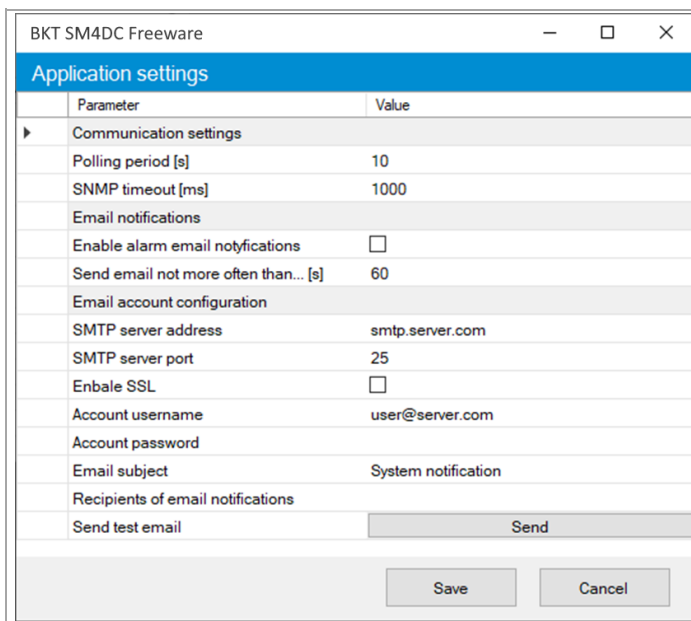 BKT SM4DC Freeware
Application settings
Parameter Value
Communication settings
Polling period [s] 10
SNMP timeout [ms] 1000
Email notifications
Enable alarm email notyfications
Send email not more often than... [s] 60
Email account configuration
SMTP server address smtp.server.com
SMTP server port 25
Enbale SSL
Account username user@server.com
Account password
Email subject System notification
Recipients of email notifications
Send test email Send
Save Cancel